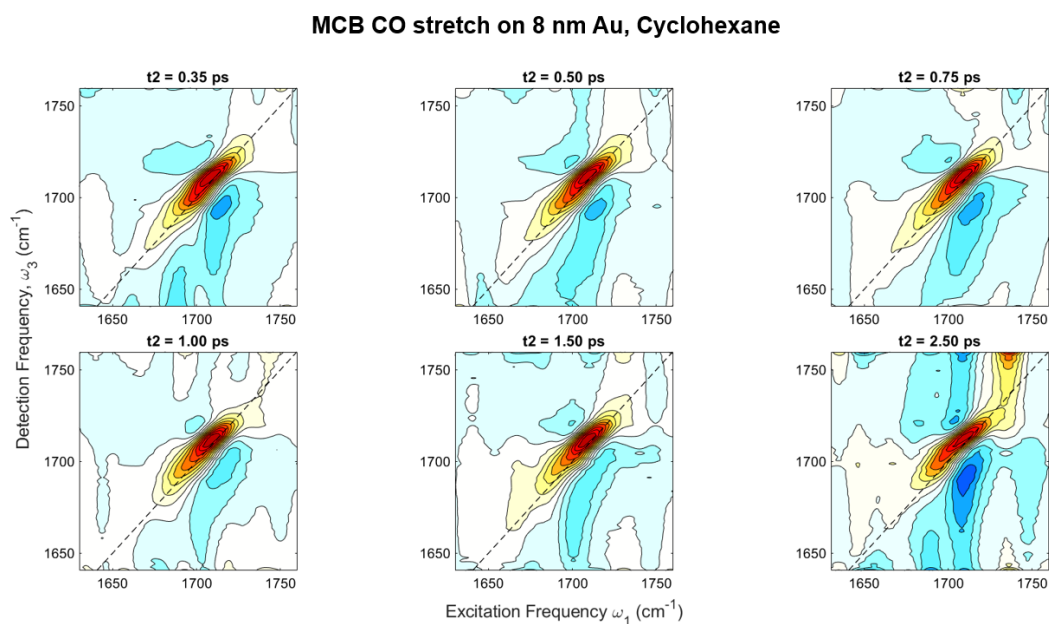 MCB CO stretch on 8 nm Au, Cyclohexane
t2 = 0.35 ps
t2 = 0.50 ps
t2 = 0.75 ps
1750
1700
1650
1650 1700 1750
1750
1700
1650
1650 1700 1750
1750
1700
1650
1650 1700 1750
t2 = 1.00 ps
t2 = 1.50 ps
t2 = 2.50 ps
1750
1700
1650
1650 1700 1750
1750
1700
1650
1650 1700 1750
1750
1700
1650
1650 1700 1750
Detection Frequency, ω₃ (cm⁻¹)
Excitation Frequency ω₁ (cm⁻¹)